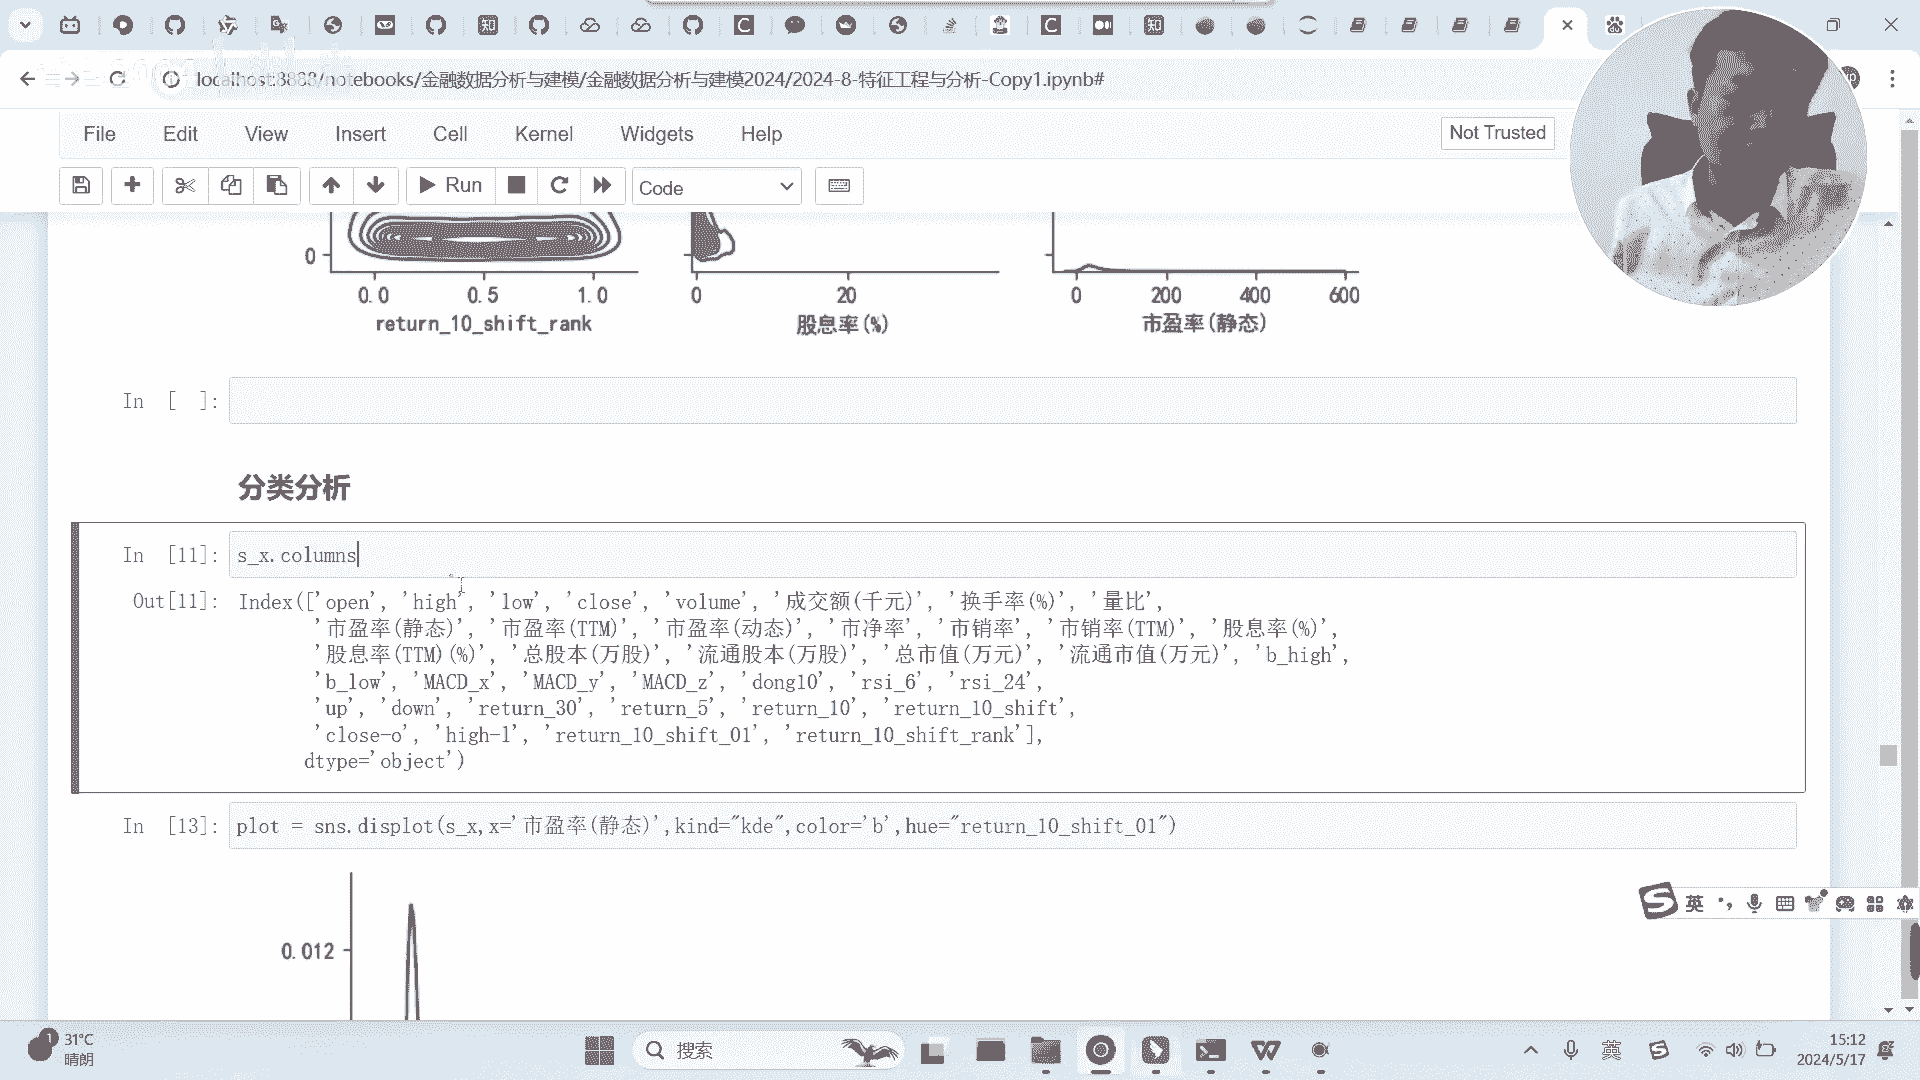 localhost:8888/notebooks/金融数据分析与建模/金融数据分析与建模2024/2024-8-特征工程与分析-Copy1.ipynb#
File Edit View Insert Cell Kernel Widgets Help
Not Trusted
Run
Code
0
0.0 0.5 1.0
return_10_shift_rank
0 20
股息率(%)
0 200 400 600
市盈率(静态)
In [ ]:
分类分析
In [11]: s_x.columns
Out[11]: Index(['open', 'high', 'low', 'close', 'volume', '成交额(千元)', '换手率(%)', '量比',
'市盈率(静态)', '市盈率(TTM)', '市盈率(动态)', '市净率', '市销率', '市销率(TTM)', '股息率(%)',
'股息率(TTM)(%)', '总股本(万股)', '流通股本(万股)', '总市值(万元)', '流通市值(万元)', 'b_high',
'b_low', 'MACD_x', 'MACD_y', 'MACD_z', 'dong10', 'rsi_6', 'rsi_24',
'up', 'down', 'return_30', 'return_5', 'return_10', 'return_10_shift',
'close-o', 'high-l', 'return_10_shift_01', 'return_10_shift_rank'],
dtype='object')
In [13]: plot = sns.displot(s_x,x='市盈率(静态)',kind="kde",color='b',hue="return_10_shift_01")
0.012
英
1
31°C
晴朗
搜索
英
15:12
2024/5/17